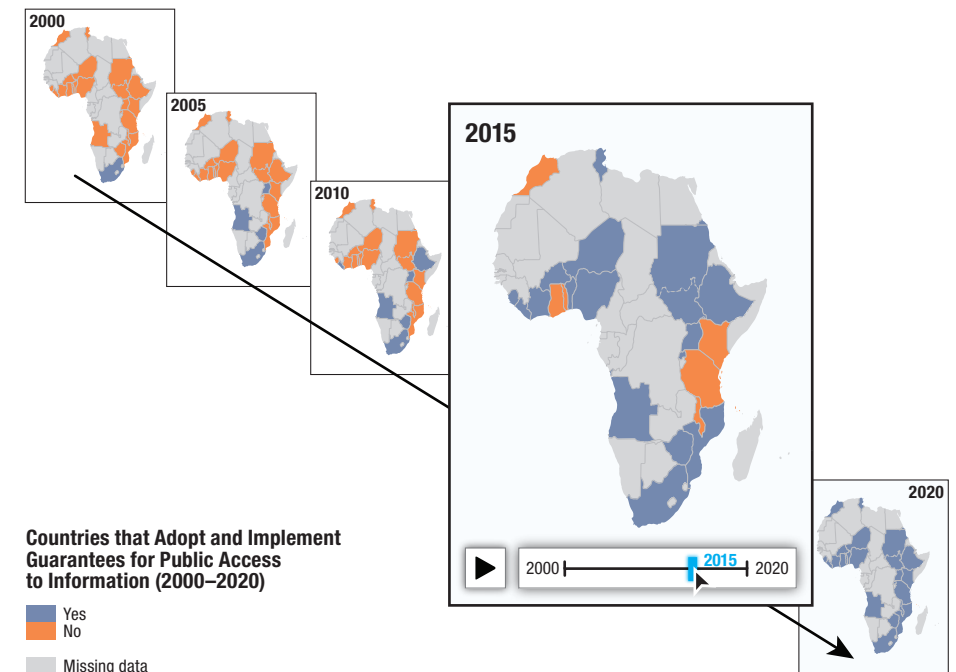 2000
2005
2010
2015
2000
2015
2020
2020
Countries that Adopt and Implement
Guarantees for Public Access
to Information (2000–2020)
Yes
No
Missing data